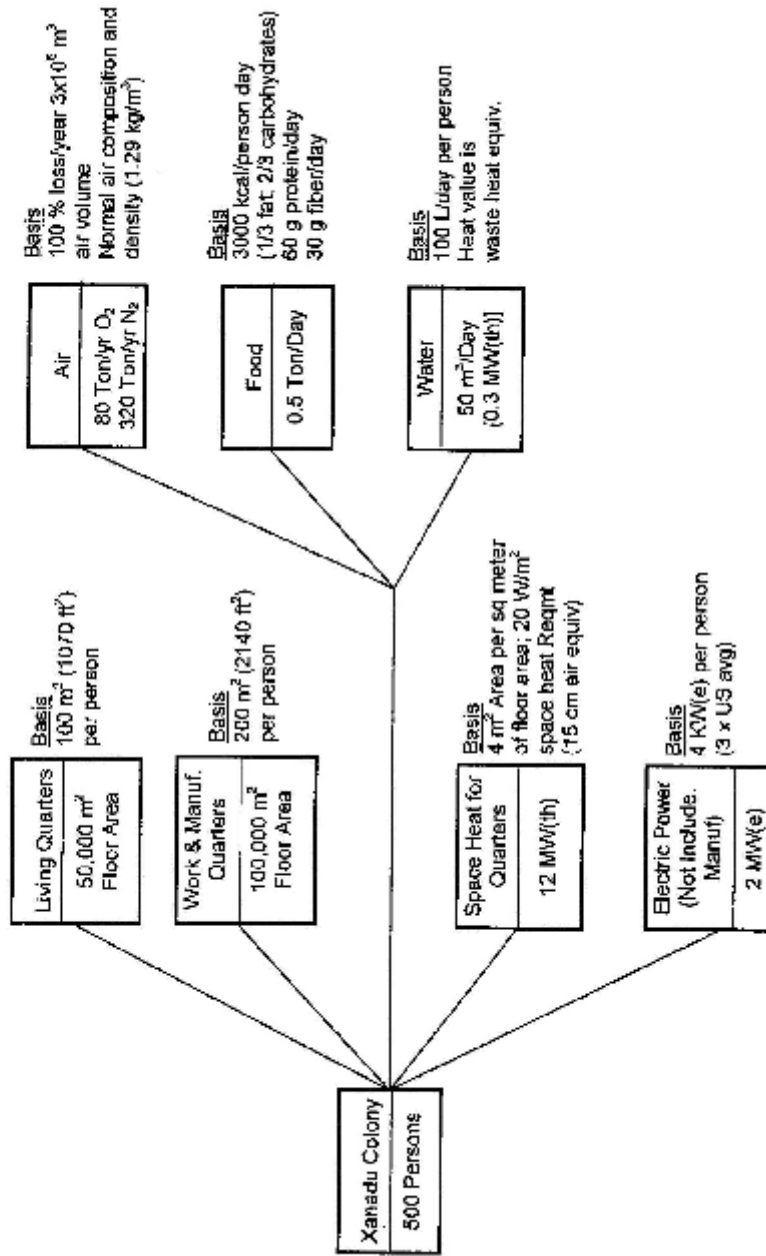 Xanadu Colony
500 Persons
Living Quarters
50,000 m²
Floor Area
Basis
100 m² (1070 ft²)
per person
Work & Manuf.
Quarters
100,000 m²
Floor Area
Basis
200 m² (2140 ft²)
per person
Space Heat for
Quarters
12 MW(th)
Basis
4 m² Area per sq meter
of floor area; 20 W/m²
space heat Reqmt
(15 cm air equiv)
Electric Power
(Not Include.
Manuf)
2 MW(e)
Basis
4 KW(e) per person
(3 x US avg)
Air
80 Ton/yr O₂
320 Ton/yr N₂
Basis
100 % loss/year 3x10⁵ m³
air volume
Normal air composition and
density (1.29 kg/m³)
Food
0.5 Ton/Day
Basis
3000 kcal/person day
(1/3 fat; 2/3 carbohydrates)
60 g protein/day
30 g fiber/day
Water
50 m³/Day
(0.3 MW(th)]
Basis
100 L/day per person
Heat value is
waste heat equiv.